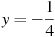 y = −1/4